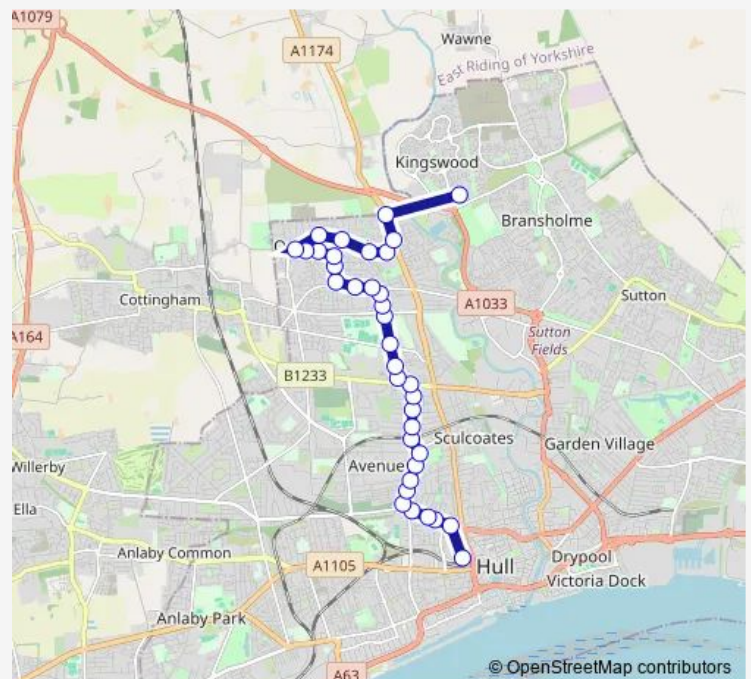 A1079
Wawne
A1174
East Riding of Yorkshire
Kingswood
Bransholme
Cottingham
A1033
Sutton
A164
Sutton
Fields
B1233
Sculcoates
Garden Village
Willerby
Avenue
Ella
Anlaby Common
A1105
Hull
Drypool
Victoria Dock
Anlaby Park
A63
© OpenStreetMap contributors